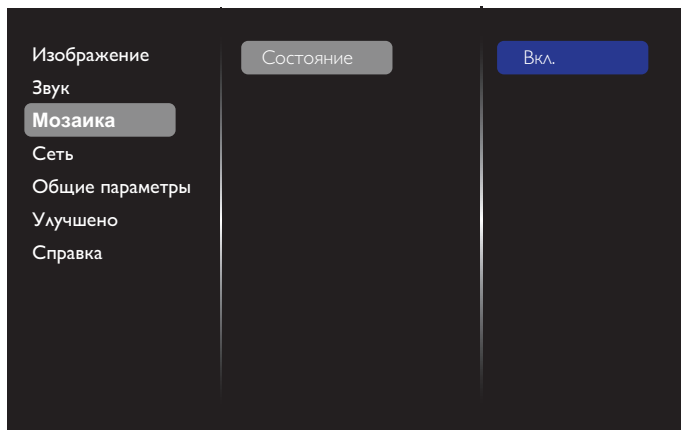 Изображение
Звук
Мозаика
Сеть
Общие параметры
Улучшено
Справка
Состояние
Вкл.